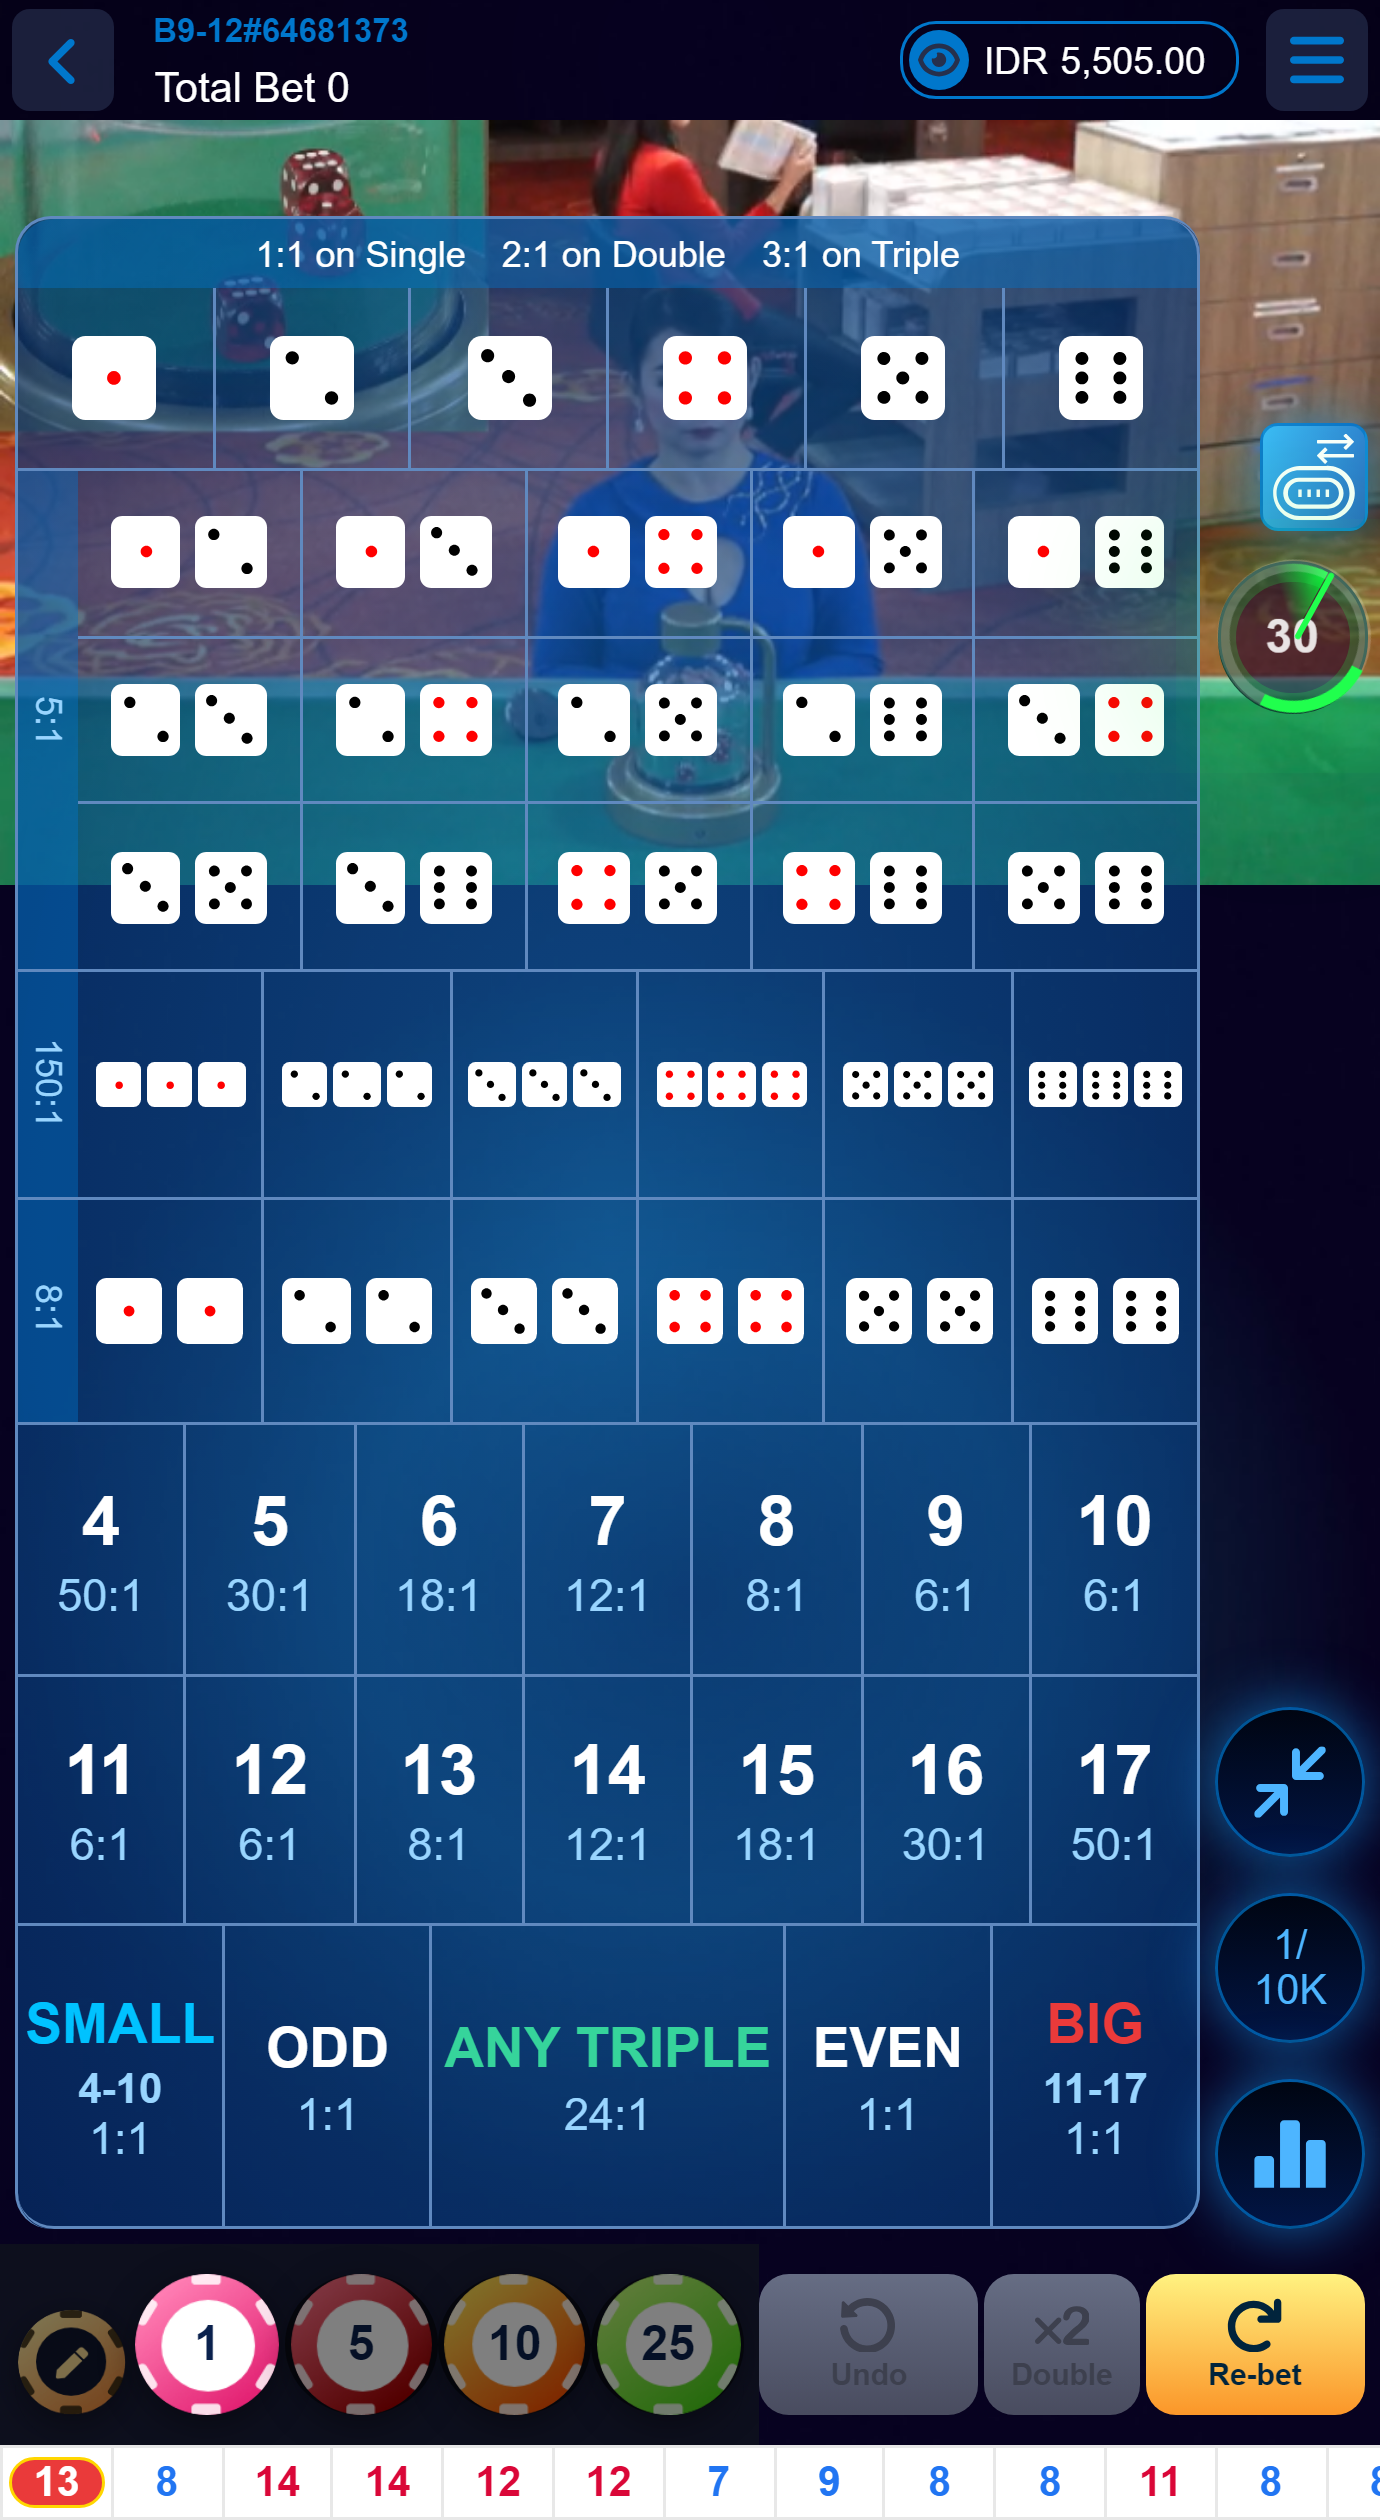 B9-12#64681373
Total Bet 0
IDR 5,505.00
1:1 on Single 2:1 on Double 3:1 on Triple
30
5:1
150:1
8:1
4 5 6 7 8 9 10
50:1 30:1 18:1 12:1 8:1 6:1 6:1
11 12 13 14 15 16 17
6:1 6:1 8:1 12:1 18:1 30:1 50:1
SMALL
4-10
1:1
ODD
1:1
ANY TRIPLE
24:1
EVEN
1:1
BIG
11-17
1:1
1/
10K
1 5 10 25
Undo
x2
Double
Re-bet
13 8 14 14 12 12 7 9 8 8 11 8